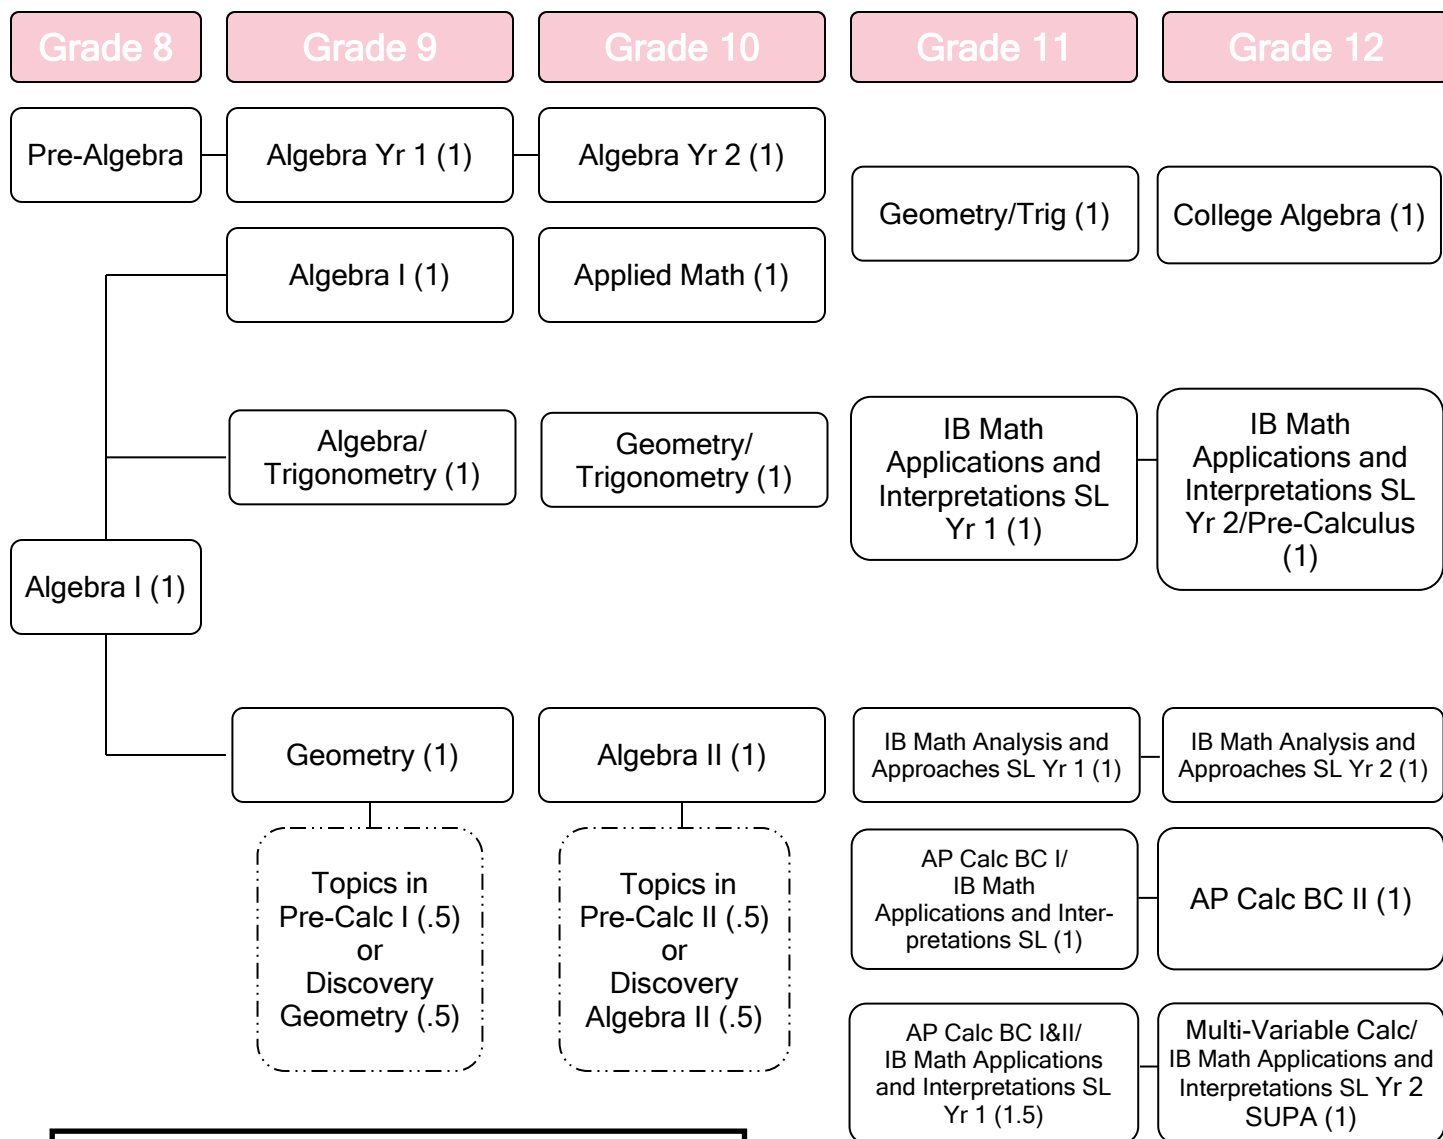 Grade 8
Grade 9
Grade 10
Grade 11
Grade 12
Pre-Algebra
Algebra Yr 1 (1)
Algebra Yr 2 (1)
Geometry/Trig (1)
College Algebra (1)
Algebra I (1)
Applied Math (1)
Algebra/
Trigonometry (1)
Geometry/
Trigonometry (1)
IB Math
Applications and
Interpretations SL
Yr 1 (1)
IB Math
Applications and
Interpretations SL
Yr 2/Pre-Calculus
(1)
Algebra I (1)
Geometry (1)
Algebra II (1)
IB Math Analysis and
Approaches SL Yr 1 (1)
IB Math Analysis and
Approaches SL Yr 2 (1)
Topics in
Pre-Calc I (.5)
or
Discovery
Geometry (.5)
Topics in
Pre-Calc II (.5)
or
Discovery
Algebra II (.5)
AP Calc BC I/
IB Math
Applications and Inter-
pretations SL (1)
AP Calc BC II (1)
AP Calc BC I&II/
IB Math Applications
and Interpretations SL
Yr 1 (1.5)
Multi-Variable Calc/
IB Math Applications and
Interpretations SL Yr 2
SUPA (1)